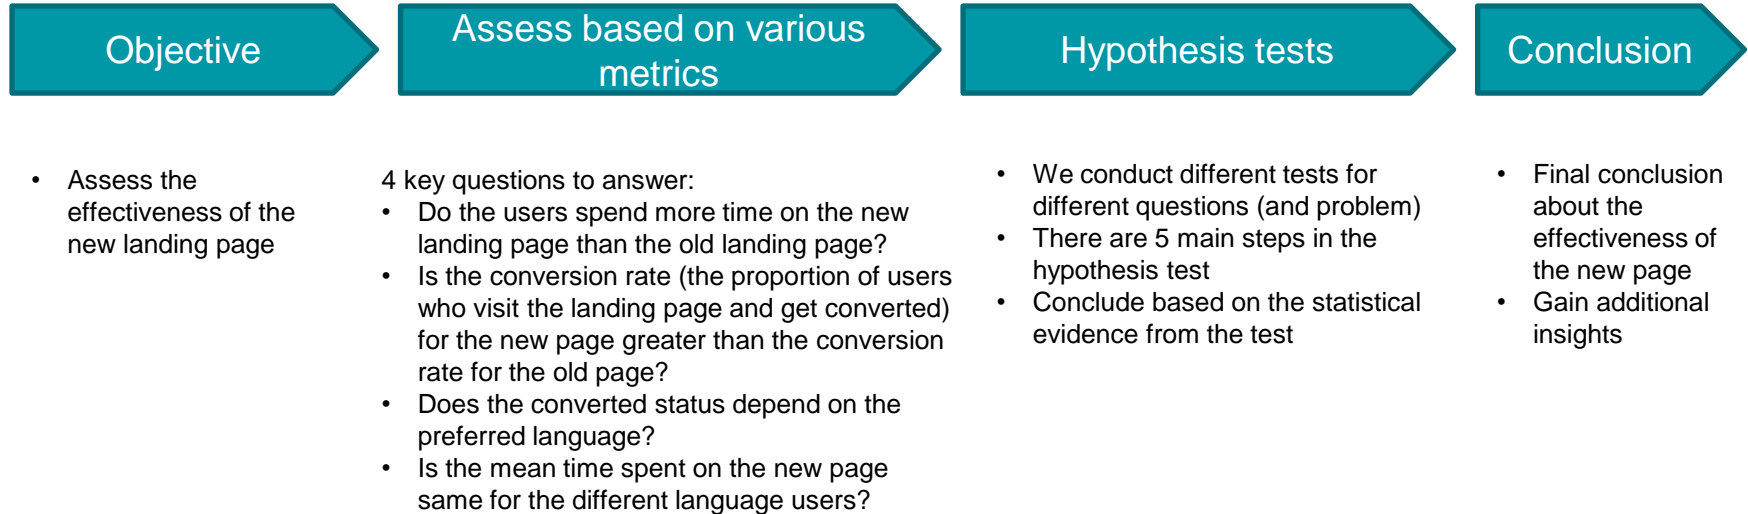 Objective
Assess based on various
metrics
Hypothesis tests
Conclusion
• Assess the
effectiveness of the
new landing page
4 key questions to answer:
• Do the users spend more time on the new
landing page than the old landing page?
• Is the conversion rate (the proportion of users
who visit the landing page and get converted)
for the new page greater than the conversion
rate for the old page?
• Does the converted status depend on the
preferred language?
• Is the mean time spent on the new page
same for the different language users?
• We conduct different tests for
different questions (and problem)
• There are 5 main steps in the
hypothesis test
• Conclude based on the statistical
evidence from the test
• Final conclusion
about the
effectiveness of
the new page
• Gain additional
insights